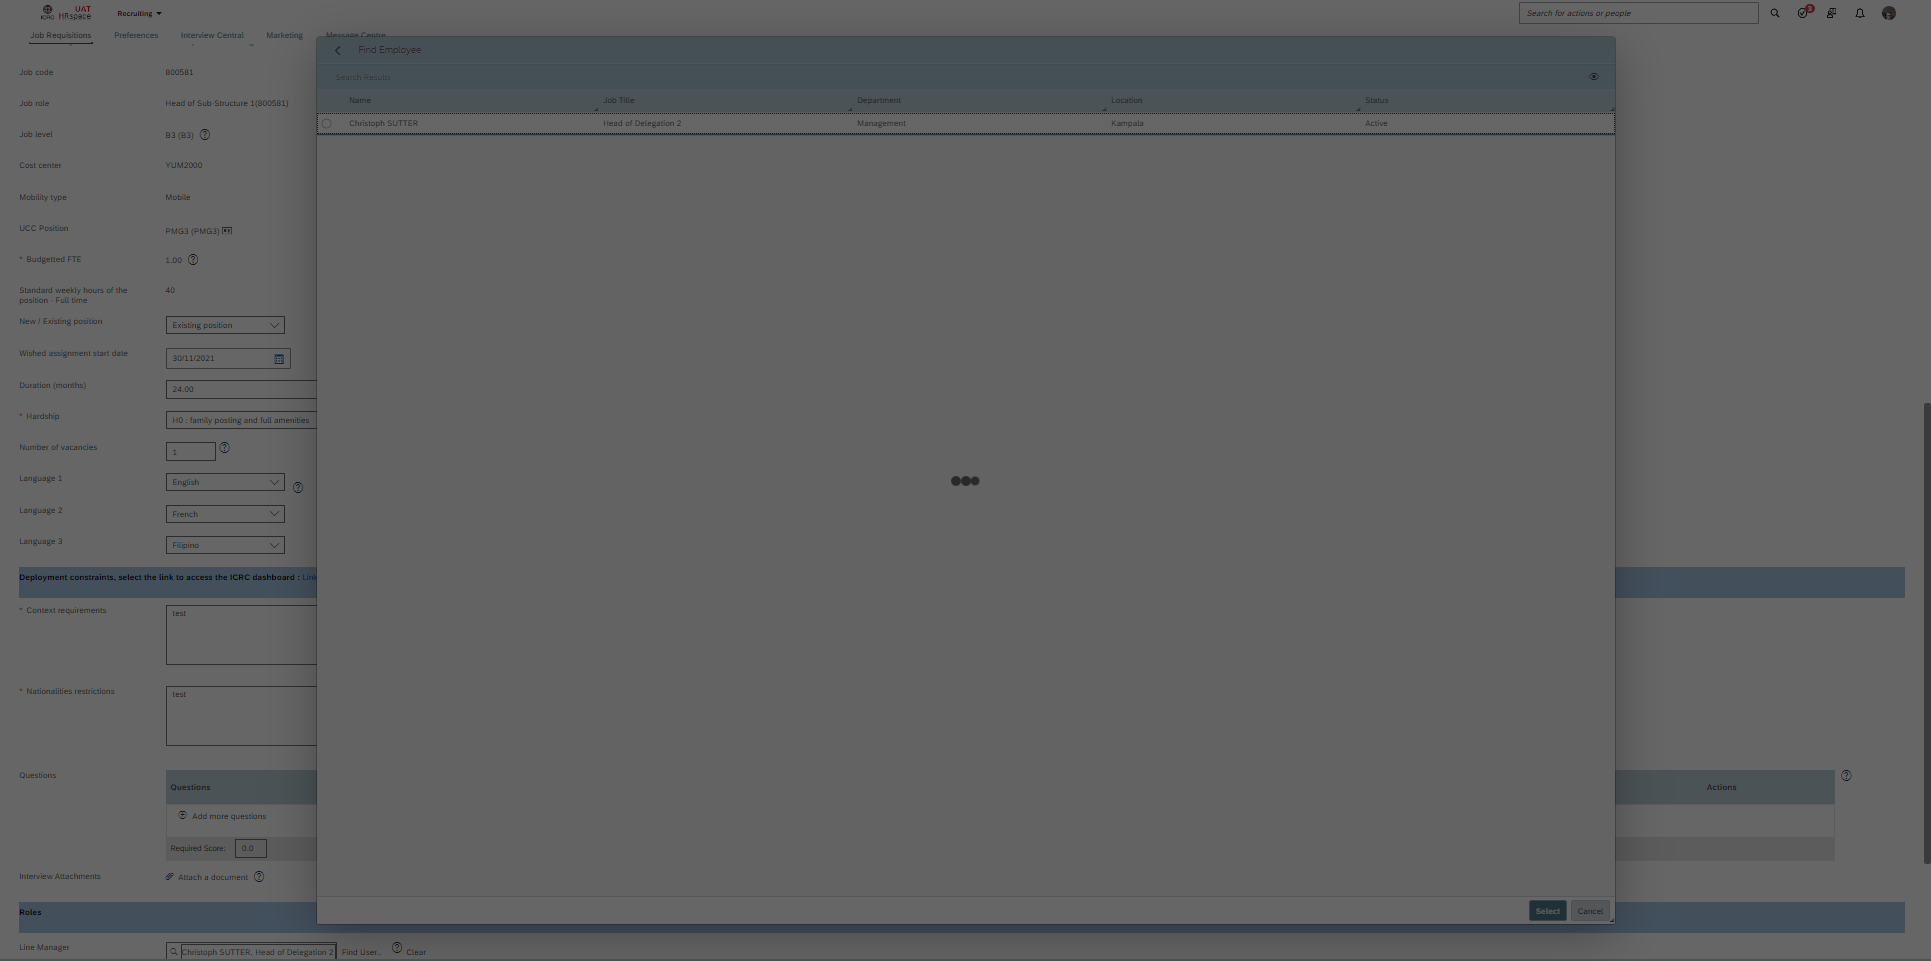 UAT
ICRC HRspace
Recruiting
Search for actions or people
3
Job Requisitions
Preferences
Interview Central
Marketing
Message Centre
Find Employee
Search Results
Name
Job Title
Department
Location
Status
Christoph SUTTER
Head of Delegation 2
Management
Kampala
Active
Job code
800581
Job role
Head of Sub-Structure 1(800581)
Job level
B3 (B3)
Cost center
YUM2000
Mobility type
Mobile
UCC Position
PMG3 (PMG3)
* Budgetted FTE
1.00
Standard weekly hours of the
position - Full time
40
New / Existing position
Existing position
Wished assignment start date
30/11/2021
Duration (months)
24.00
* Hardship
H0 : family posting and full amenities
Number of vacancies
1
Language 1
English
Language 2
French
Language 3
Filipino
Deployment constraints, select the link to access the ICRC dashboard : Link
* Context requirements
test
* Nationalities restrictions
test
Questions
Questions
Actions
Add more questions
Required Score:
0.0
Interview Attachments
Attach a document
Select
Cancel
Roles
Line Manager
Christoph SUTTER, Head of Delegation 2
Find User..
Clear